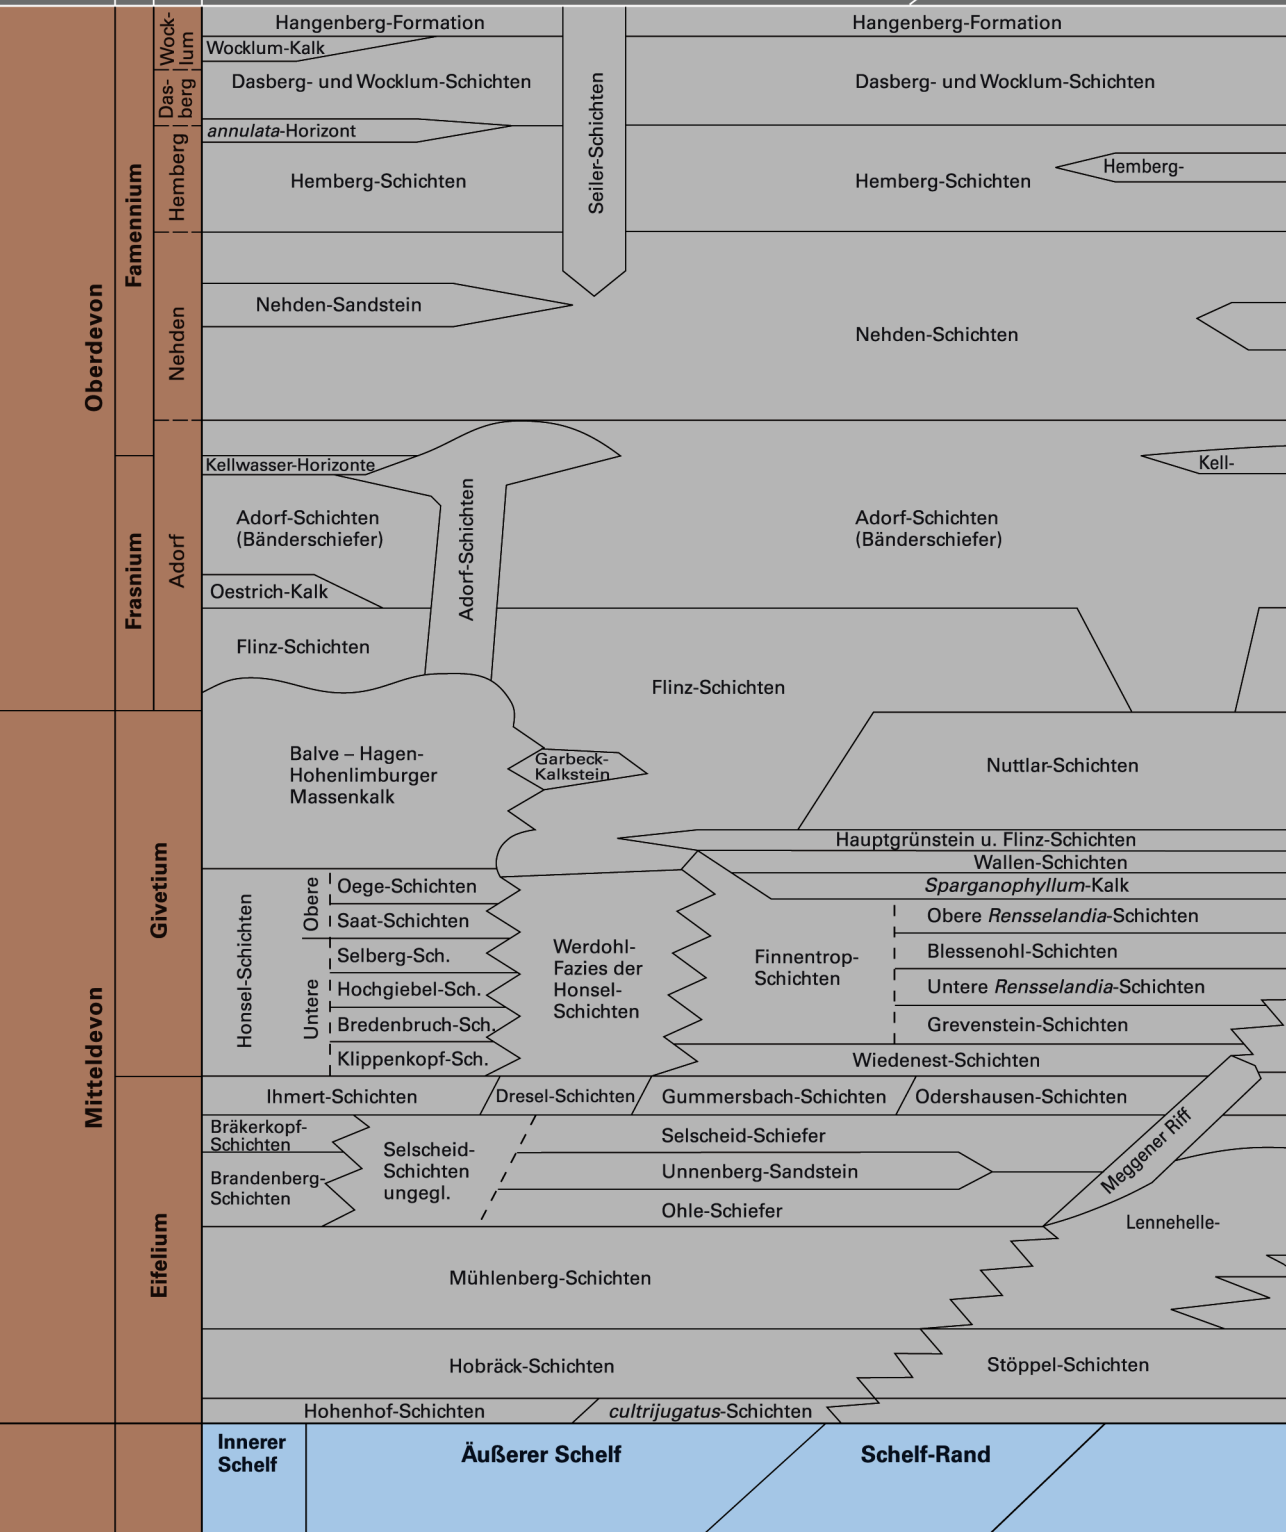 Oberdevon
Mitteldevon
Famennium
Frasnium
Givetium
Eifelium
Wock-
lum
Das-
berg
Hemberg
Nehden
Adorf
Hangenberg-Formation
Hangenberg-Formation
Wocklum-Kalk
Dasberg- und Wocklum-Schichten
Dasberg- und Wocklum-Schichten
Seiler-Schichten
annulata-Horizont
Hemberg-Schichten
Hemberg-Schichten
Hemberg-
Nehden-Sandstein
Nehden-Schichten
Kellwasser-Horizonte
Kell-
Adorf-Schichten
(Bänderschiefer)
Adorf-Schichten
Adorf-Schichten
(Bänderschiefer)
Oestrich-Kalk
Flinz-Schichten
Flinz-Schichten
Balve – Hagen-
Hohenlimburger
Massenkalk
Garbeck-
Kalkstein
Nuttlar-Schichten
Hauptgrünstein u. Flinz-Schichten
Wallen-Schichten
Sparganophyllum-Kalk
Honsel-Schichten
Obere
Untere
Oege-Schichten
Saat-Schichten
Selberg-Sch.
Hochgiebel-Sch.
Bredenbruch-Sch.
Klippenkopf-Sch.
Werdohl-
Fazies der
Honsel-
Schichten
Finnentrop-
Schichten
Obere Rensselandia-Schichten
Blessenohl-Schichten
Untere Rensselandia-Schichten
Grevenstein-Schichten
Wiedenest-Schichten
Ihmert-Schichten
Dresel-Schichten
Gummersbach-Schichten
Odershausen-Schichten
Bräkerkopf-
Schichten
Brandenberg-
Schichten
Selscheid-
Schichten
ungegl.
Selscheid-Schiefer
Unnenberg-Sandstein
Ohle-Schiefer
Meggener Riff
Lennehelle-
Mühlenberg-Schichten
Hobräck-Schichten
Stöppel-Schichten
Hohenhof-Schichten
cultrijugatus-Schichten
Innerer
Schelf
Äußerer Schelf
Schelf-Rand